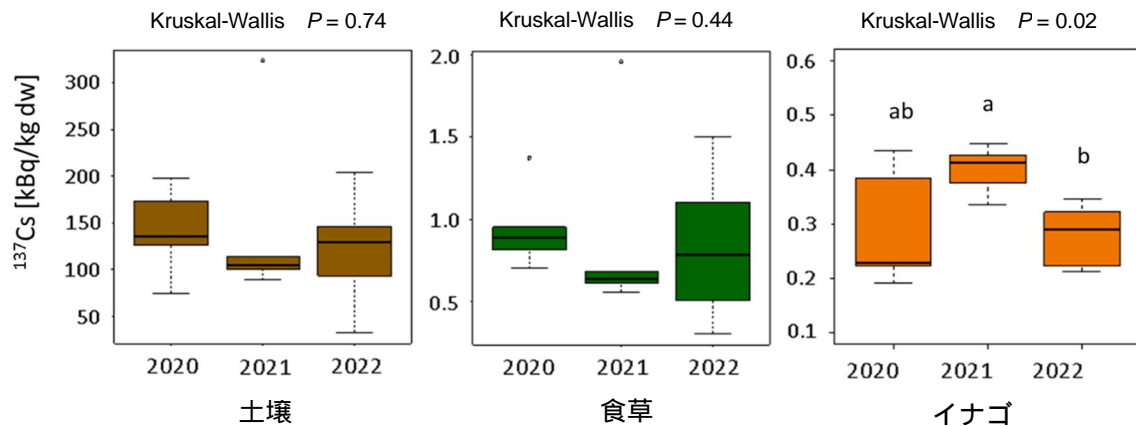 Kruskal-Wallis P = 0.74
Kruskal-Wallis P = 0.44
Kruskal-Wallis P = 0.02
137Cs [kBq/kg dw]
300
250
200
150
100
50
2020 2021 2022
土壌
2.0
1.5
1.0
0.5
2020 2021 2022
食草
0.6
0.5
0.4
0.3
0.2
0.1
ab a b
2020 2021 2022
イナゴ